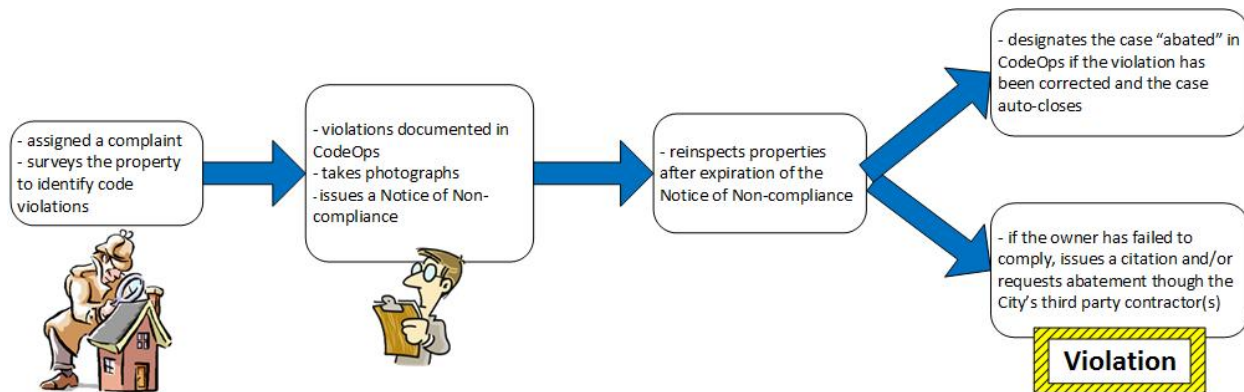 - assigned a complaint
- surveys the property
to identify code
violations
- violations documented in
CodeOps
- takes photographs
-issues a Notice of Non-
compliance
- reinspects properties
after expiration of the
Notice of Non-compliance
- designates the case “abated” in
CodeOps if the violation has
been corrected and the case
auto-closes
- if the owner has failed to
comply, issues a citation and/or
requests abatement though the
City’s third party contractor(s)
Violation